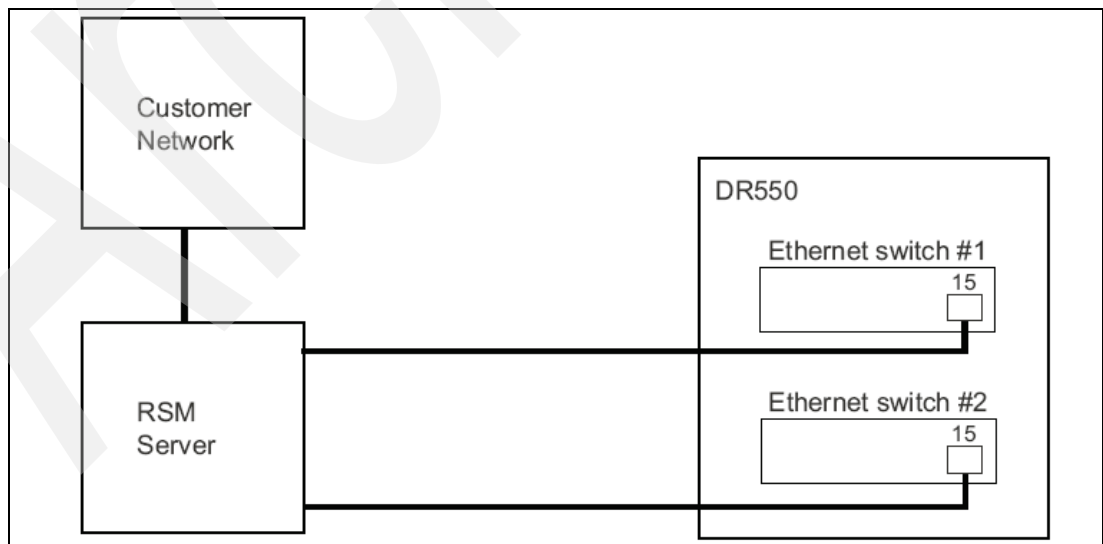 Customer
Network
DR550
Ethernet switch #1
15
RSM
Server
Ethernet switch #2
15